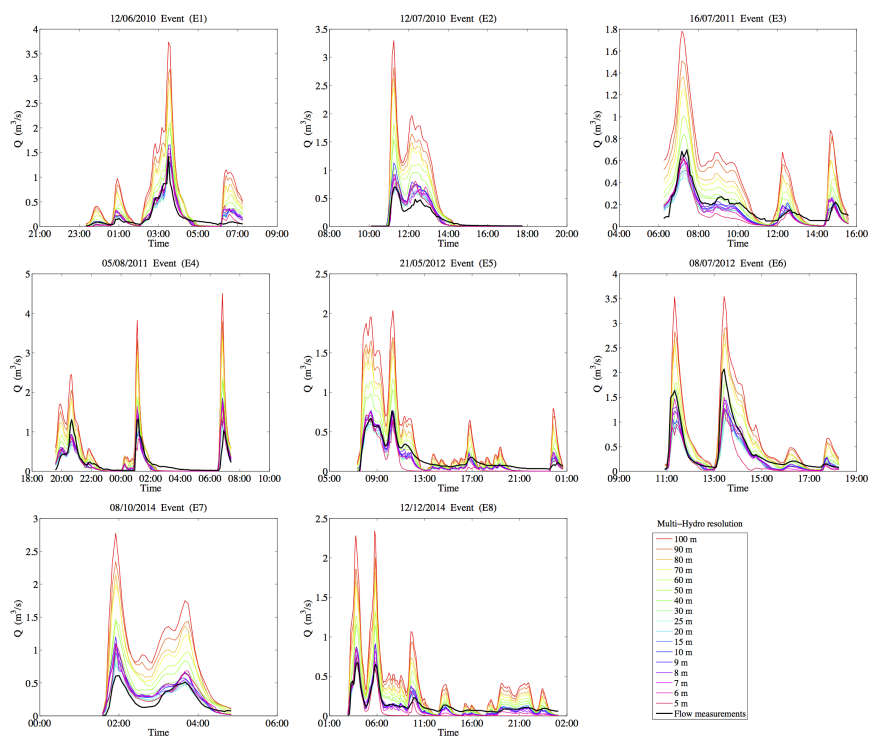 12/06/2010 Event (E1)
4
3.5
3
2.5
2
1.5
1
0.5
0
Q (m³/s)
21:00 23:00 01:00 03:00 05:00 07:00 09:00
Time
12/07/2010 Event (E2)
3.5
3
2.5
2
1.5
1
0.5
0
Q (m³/s)
08:00 10:00 12:00 14:00 16:00 18:00 20:00
Time
16/07/2011 Event (E3)
1.8
1.6
1.4
1.2
1
0.8
0.6
0.4
0.2
0
Q (m³/s)
04:00 06:00 08:00 10:00 12:00 14:00 16:00
Time
05/08/2011 Event (E4)
5
4
3
2
1
0
Q (m³/s)
18:00 20:00 22:00 00:00 02:00 04:00 06:00 08:00 10:00
Time
21/05/2012 Event (E5)
2.5
2
1.5
1
0.5
0
Q (m³/s)
05:00 09:00 13:00 17:00 21:00 01:00
Time
08/07/2012 Event (E6)
4
3.5
3
2.5
2
1.5
1
0.5
0
Q (m³/s)
09:00 11:00 13:00 15:00 17:00 19:00
Time
08/10/2014 Event (E7)
3
2.5
2
1.5
1
0.5
0
Q (m³/s)
00:00 02:00 04:00 06:00
Time
12/12/2014 Event (E8)
2.5
2
1.5
1
0.5
0
Q (m³/s)
01:00 06:00 11:00 16:00 21:00 02:00
Time
Multi-Hydro resolution
100 m
90 m
80 m
70 m
60 m
50 m
40 m
30 m
25 m
20 m
15 m
10 m
9 m
8 m
7 m
6 m
5 m
Flow measurements